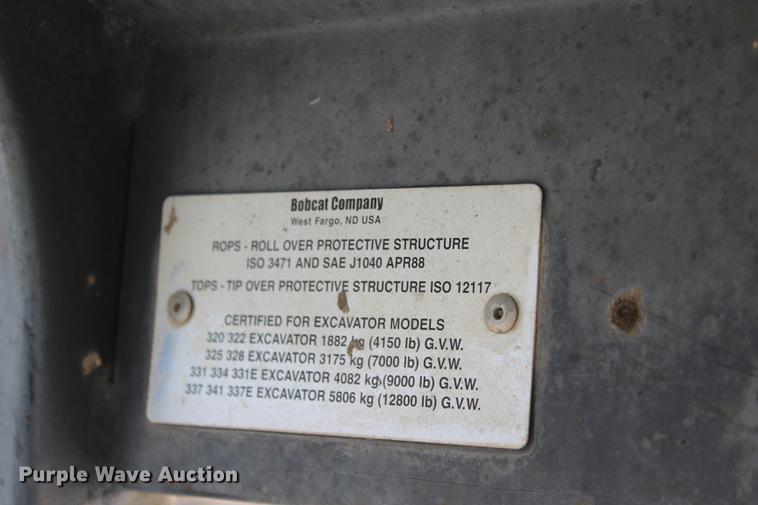 Bobcat Company
West Fargo, ND USA
ROPS - ROLL OVER PROTECTIVE STRUCTURE
ISO 3471 AND SAE J1040 APR88
TOPS - TIP OVER PROTECTIVE STRUCTURE ISO 12117
CERTIFIED FOR EXCAVATOR MODELS
320 322 EXCAVATOR 1882 kg (4150 lb) G.V.W.
325 328 EXCAVATOR 3175 kg (7000 lb) G.V.W.
331 334 331E EXCAVATOR 4082 kg (9000 lb) G.V.W.
337 341 337E EXCAVATOR 5806 kg (12800 lb) G.V.W.
Purple Wave Auction